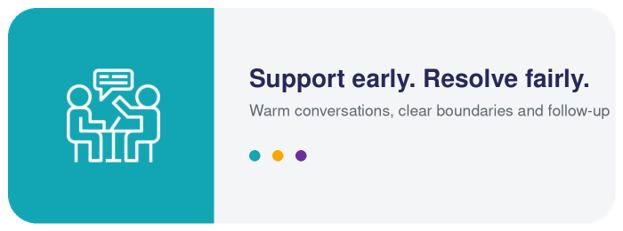 Support early. Resolve fairly.
Warm conversations, clear boundaries and follow-up